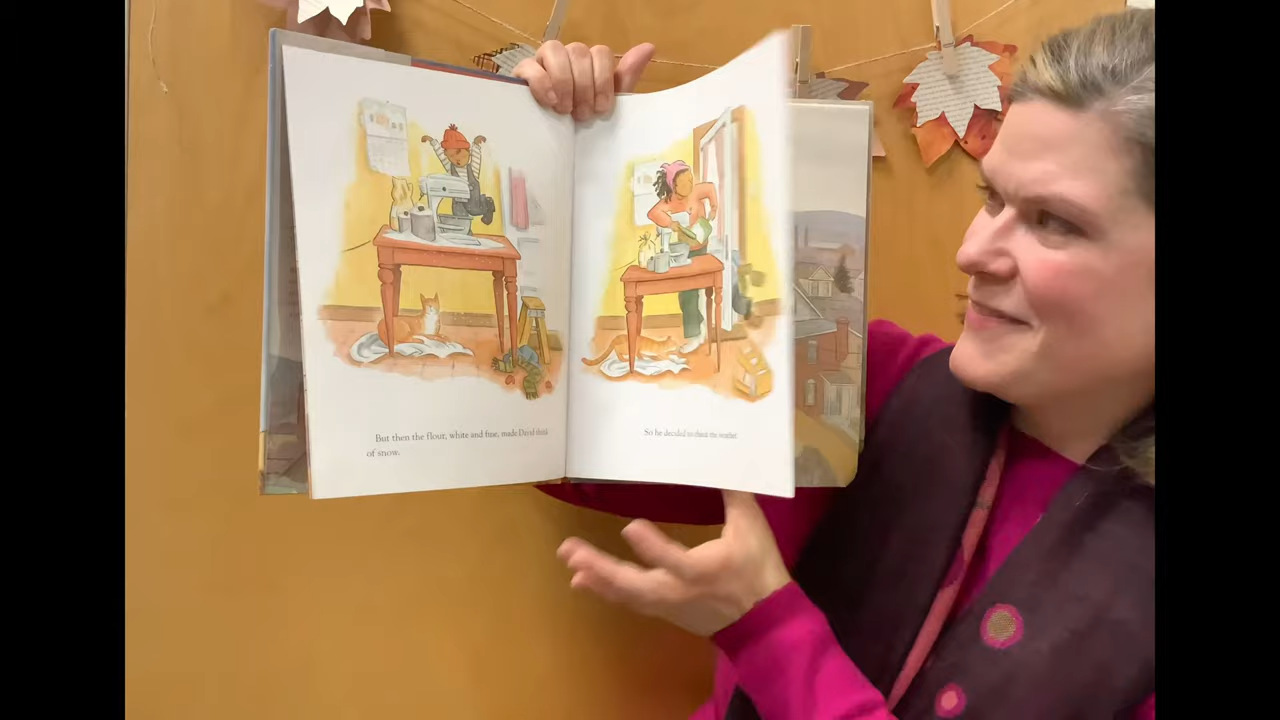 But then the flour, white and fine, made David think
of snow.
So he decided to cheat the weather.